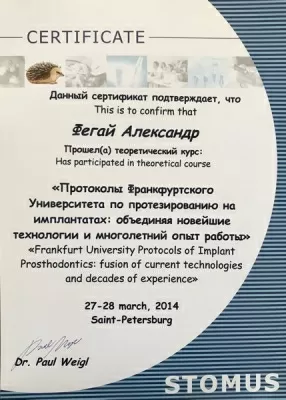 CERTIFICATE
Данный сертификат подтверждает, что
This is to confirm that
Фегай Александр
Прошел(а) теоретический курс:
Has participated in theoretical course
«Протоколы Франкфуртского
Университета по протезированию на
имплантатах: объединяя новейшие
технологии и многолетний опыт работы»
«Frankfurt University Protocols of Implant
Prosthodontics: fusion of current technologies
and decades of experience»
27-28 march, 2014
Saint-Petersburg
Dr. Paul Weigl
STOMUS